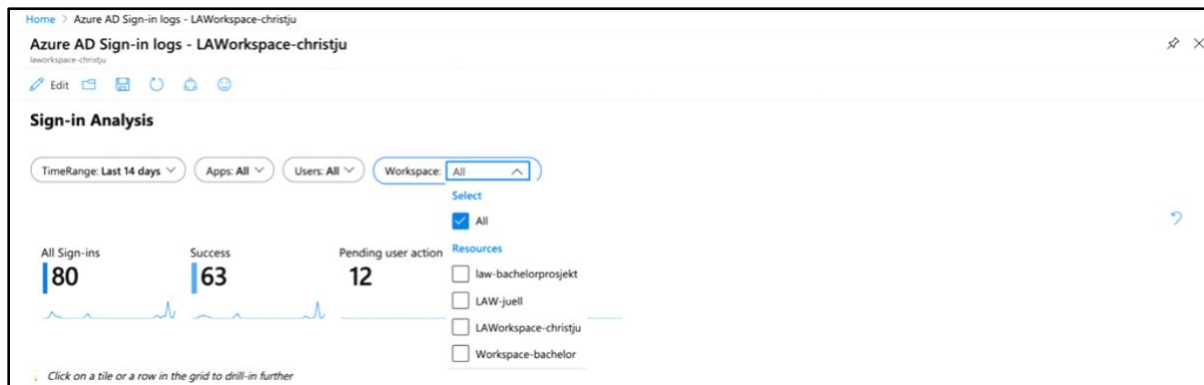 Home > Azure AD Sign-in logs - LAWorkspace-christju
Azure AD Sign-in logs - LAWorkspace-christju
laworkspace-christju
Edit
Sign-in Analysis
TimeRange: Last 14 days Apps: All Users: All Workspace: All
Select
All
All Sign-ins Success Pending user action Resources
80 63 12 law-bachelorprosjekt
LAW-juell
LAWorkspace-christju
Workspace-bachelor
Click on a tile or a row in the grid to drill-in further